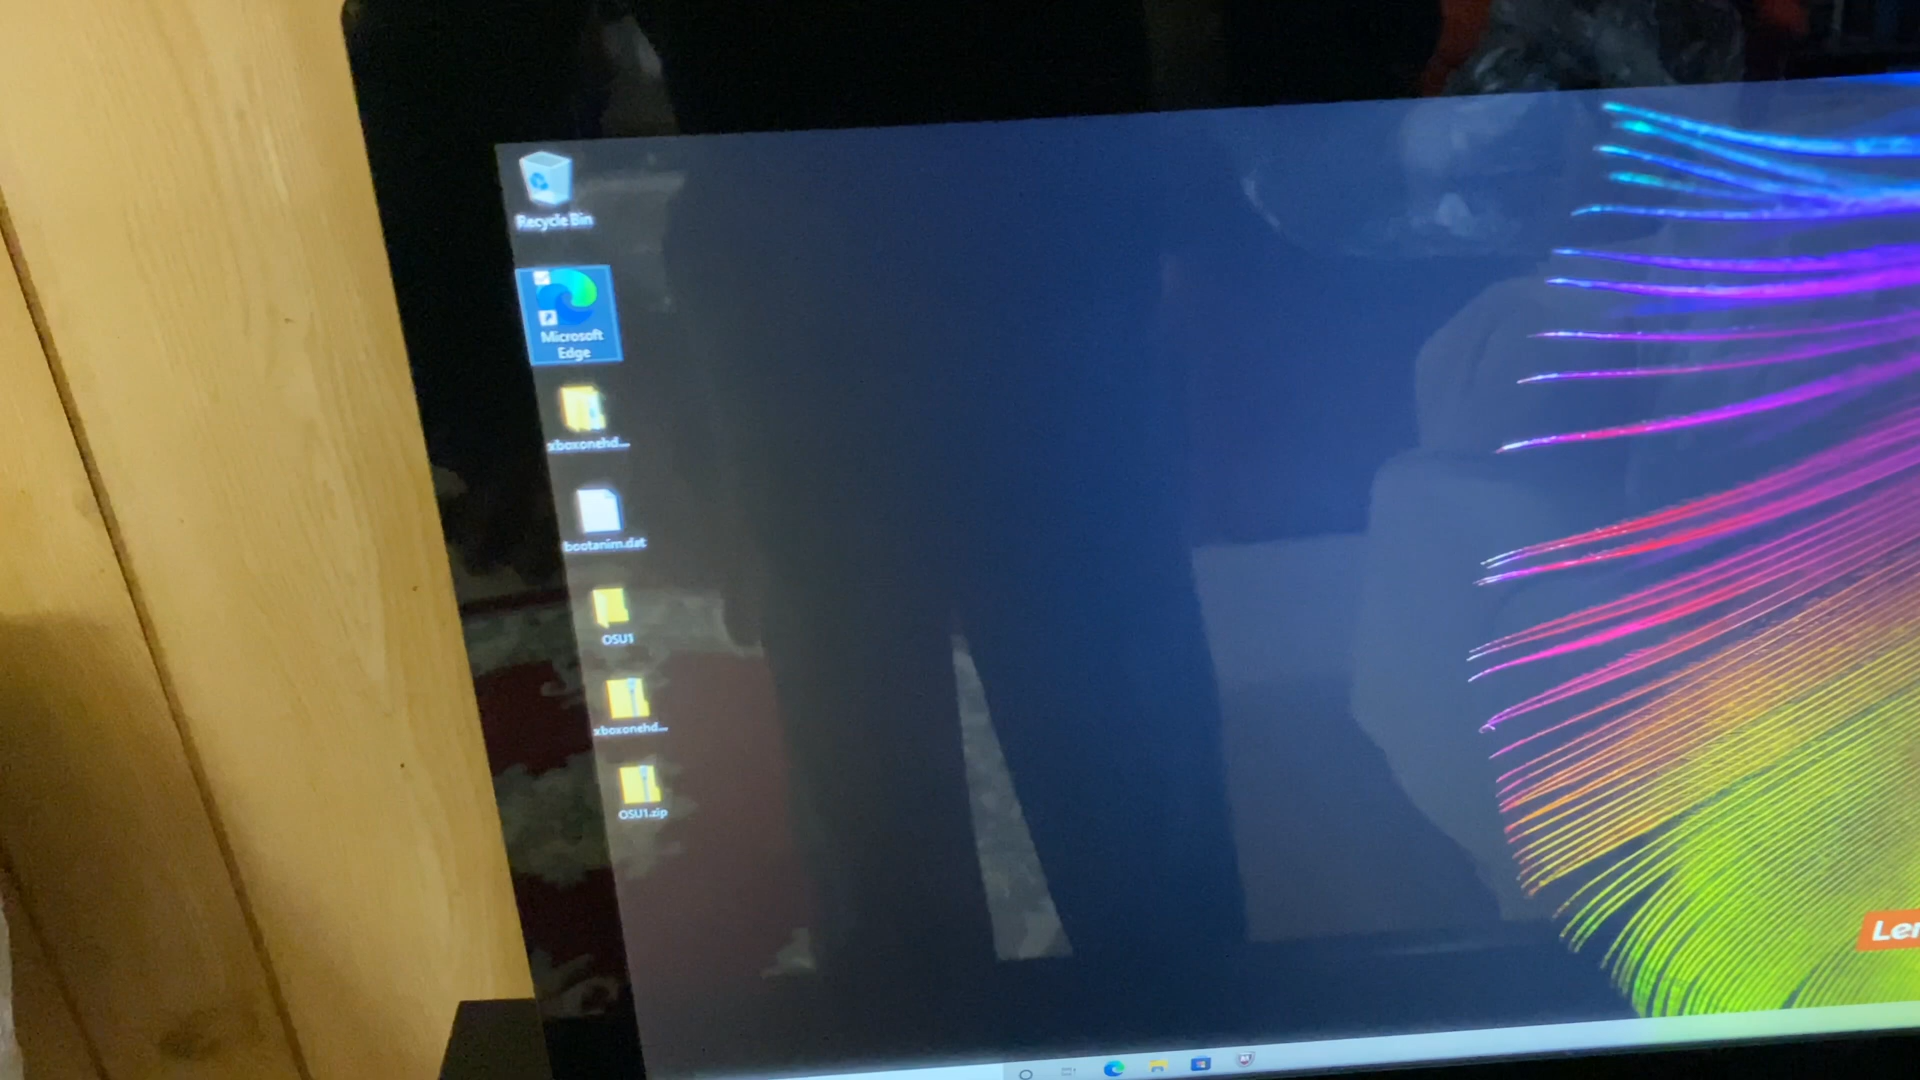 Recycle Bin
Microsoft
Edge
xboxonehd...
bootanim.dat
OSU1
xboxonehd...
OSU1.zip
Len